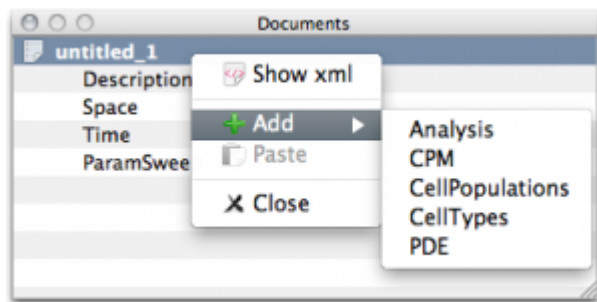 Documents
untitled_1
Description
Space
Time
ParamSwee
Show xml
Add
Paste
Close
Analysis
CPM
CellPopulations
CellTypes
PDE